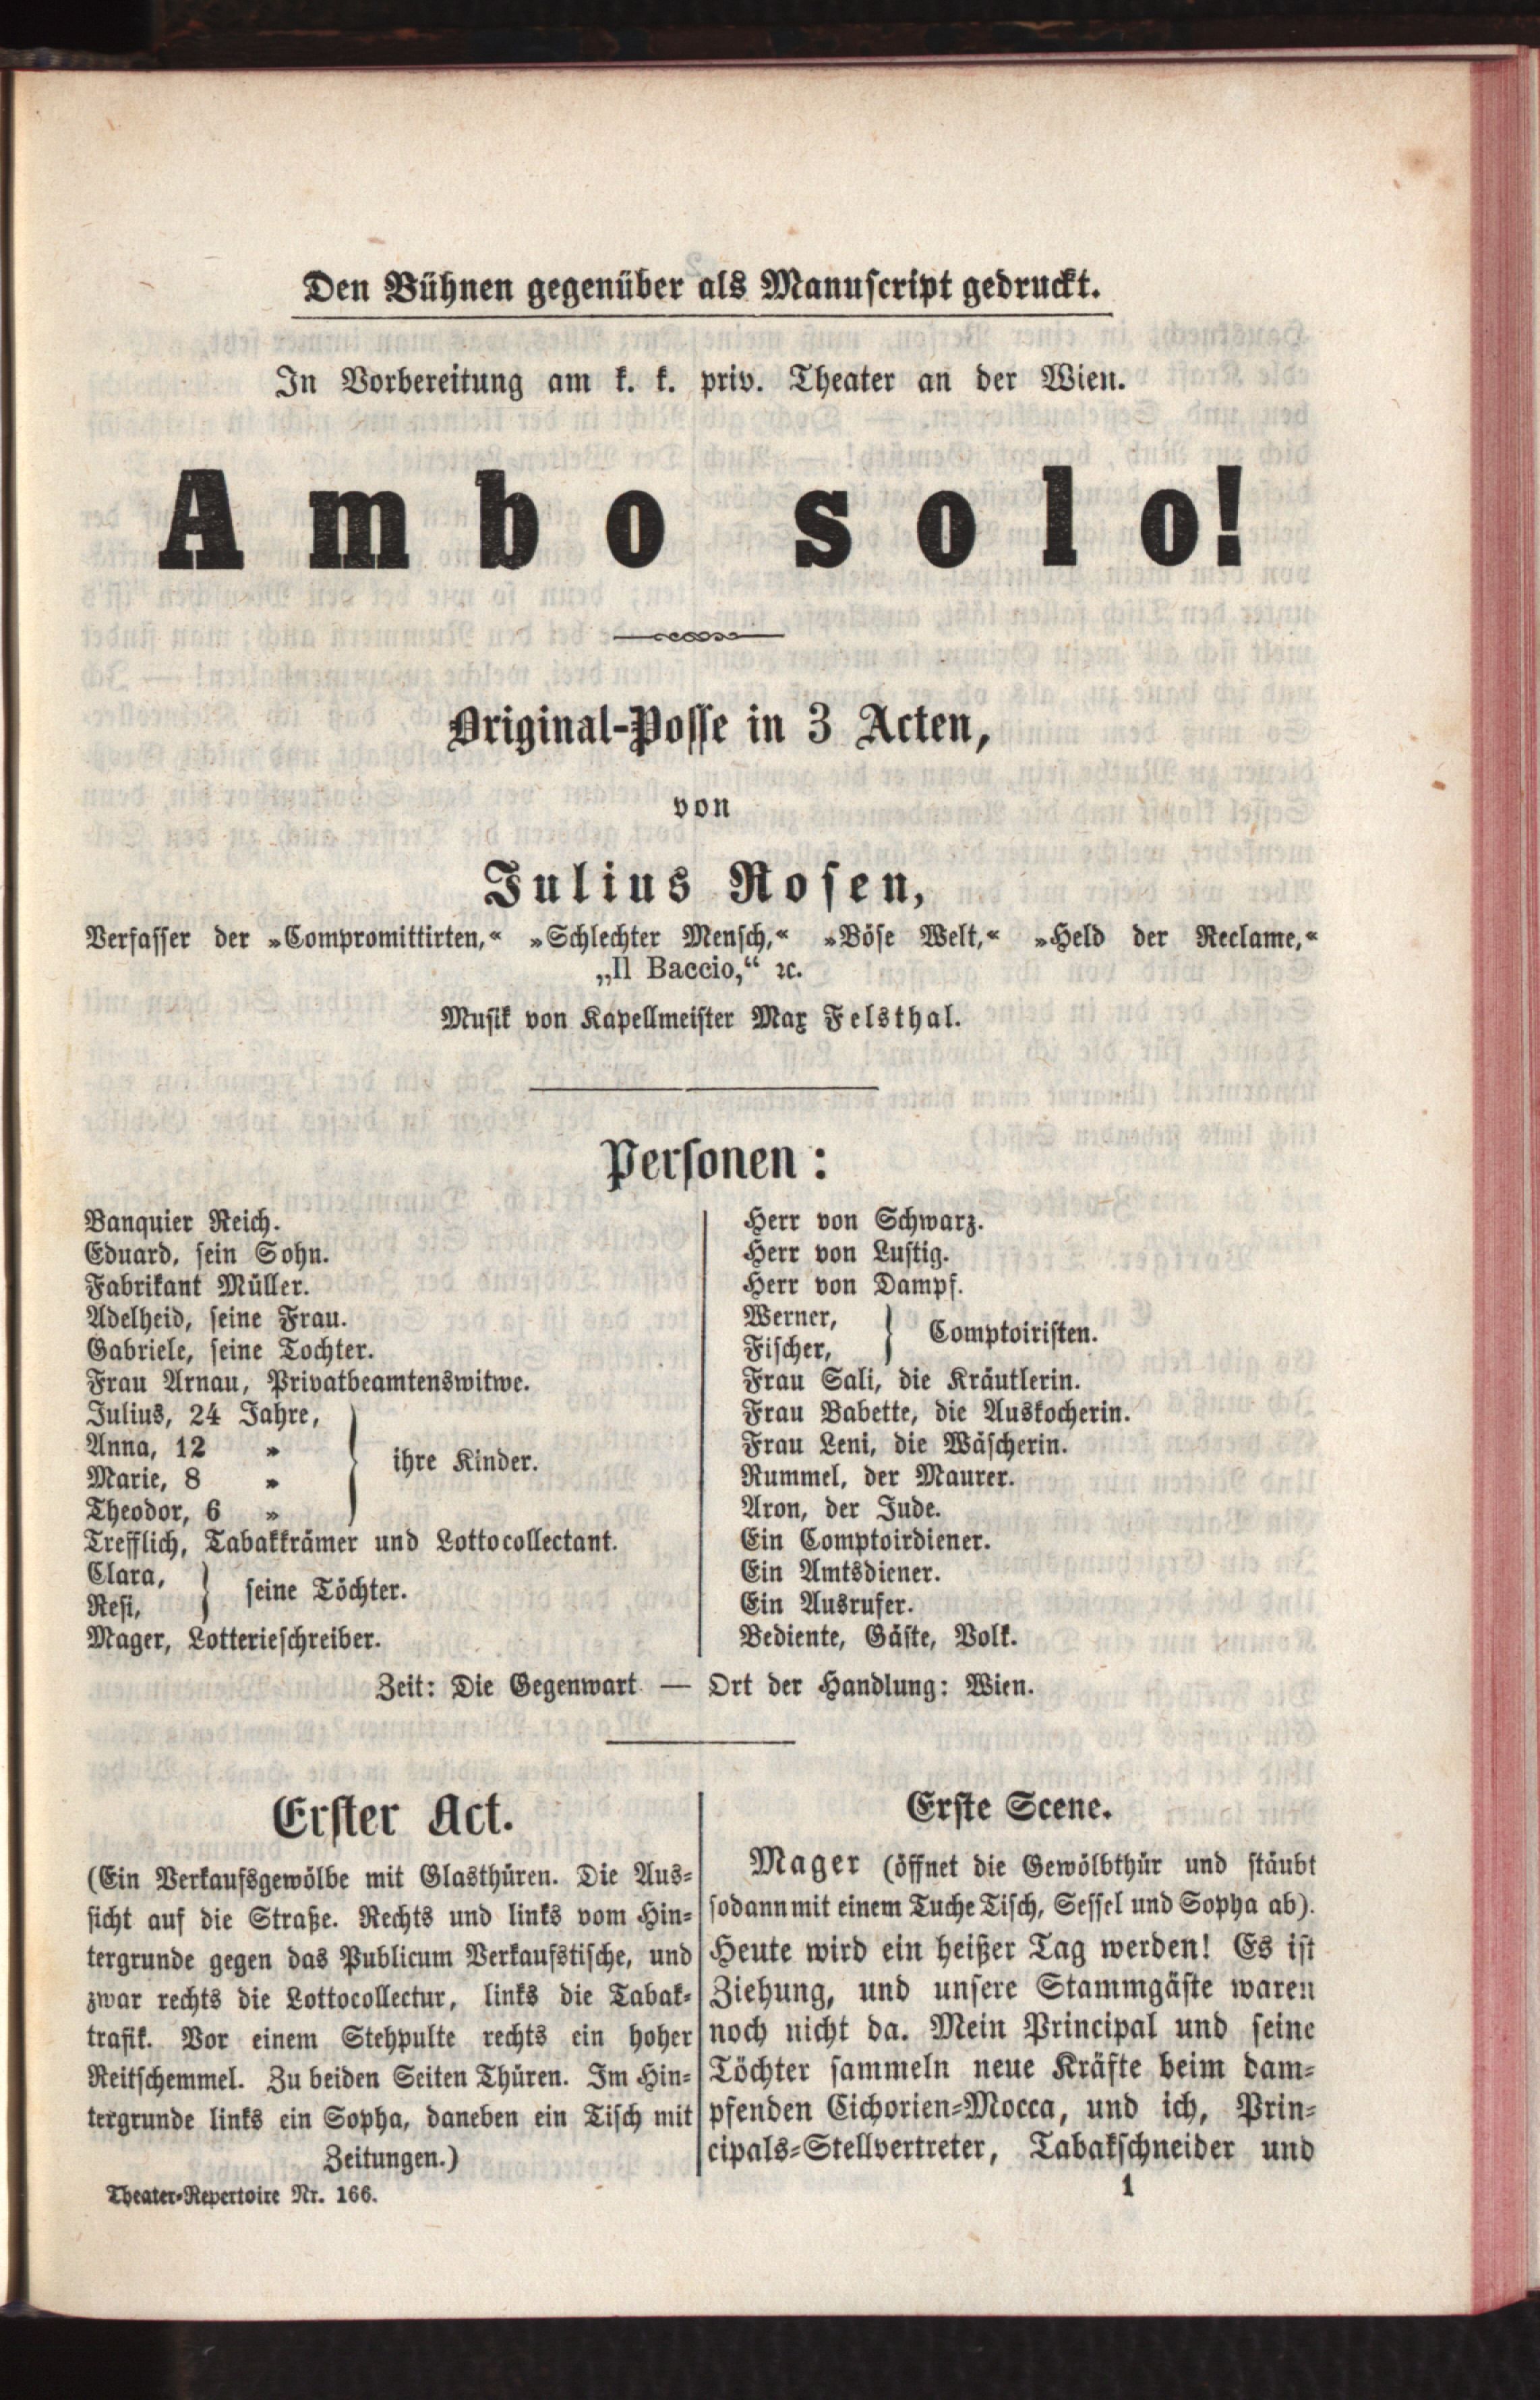 Den Bühnen gegenüber als Manuscript gedruckt.
In Vorbereitung am k. k. priv. Theater an der Wien.
Ambo solo!
Original-Posse in 3 Acten,
von
Julius Rosen,
Verfasser der »Compromittirten,« »Schlechter Mensch,« »Böse Welt,« »Held der Reclame,«
„Il Baccio,“ ꝛc.
Musik von Kapellmeister Max Felsthal.
Personen:
Banquier Reich.
Eduard, sein Sohn.
Fabrikant Müller.
Adelheid, seine Frau.
Gabriele, seine Tochter.
Frau Arnau, Privatbeamtenswitwe.
Julius, 24 Jahre,
Anna, 12 »
Marie, 8 »
Theodor, 6 »
ihre Kinder.
Trefflich, Tabakkrämer und Lottocollectant.
Clara,
Resi,
seine Töchter.
Mager, Lotterieschreiber.
Herr von Schwarz.
Herr von Lustig.
Herr von Dampf.
Werner,
Fischer,
Comptoiristen.
Frau Sali, die Kräutlerin.
Frau Babette, die Auskocherin.
Frau Leni, die Wäscherin.
Rummel, der Maurer.
Aron, der Jude.
Ein Comptoirdiener.
Ein Amtsdiener.
Ein Ausrufer.
Bediente, Gäste, Volk.
Zeit: Die Gegenwart — Ort der Handlung: Wien.
Erster Act.
(Ein Verkaufsgewölbe mit Glasthüren. Die Aus-
sicht auf die Straße. Rechts und links vom Hin-
tergrunde gegen das Publicum Verkaufstische, und
zwar rechts die Lottocollectur, links die Tabak-
trafik. Vor einem Stehpulte rechts ein hoher
Reitschemmel. Zu beiden Seiten Thüren. Im Hin-
tergrunde links ein Sopha, daneben ein Tisch mit
Zeitungen.)
Erste Scene.
Mager (öffnet die Gewölbthür und stäubt
sodann mit einem Tuche Tisch, Sessel und Sopha ab).
Heute wird ein heißer Tag werden! Es ist
Ziehung, und unsere Stammgäste waren
noch nicht da. Mein Principal und seine
Töchter sammeln neue Kräfte beim dam-
pfenden Cichorien-Mocca, und ich, Prin-
cipals-Stellvertreter, Tabakschneider und
Theater-Repertoire Nr. 166.
1